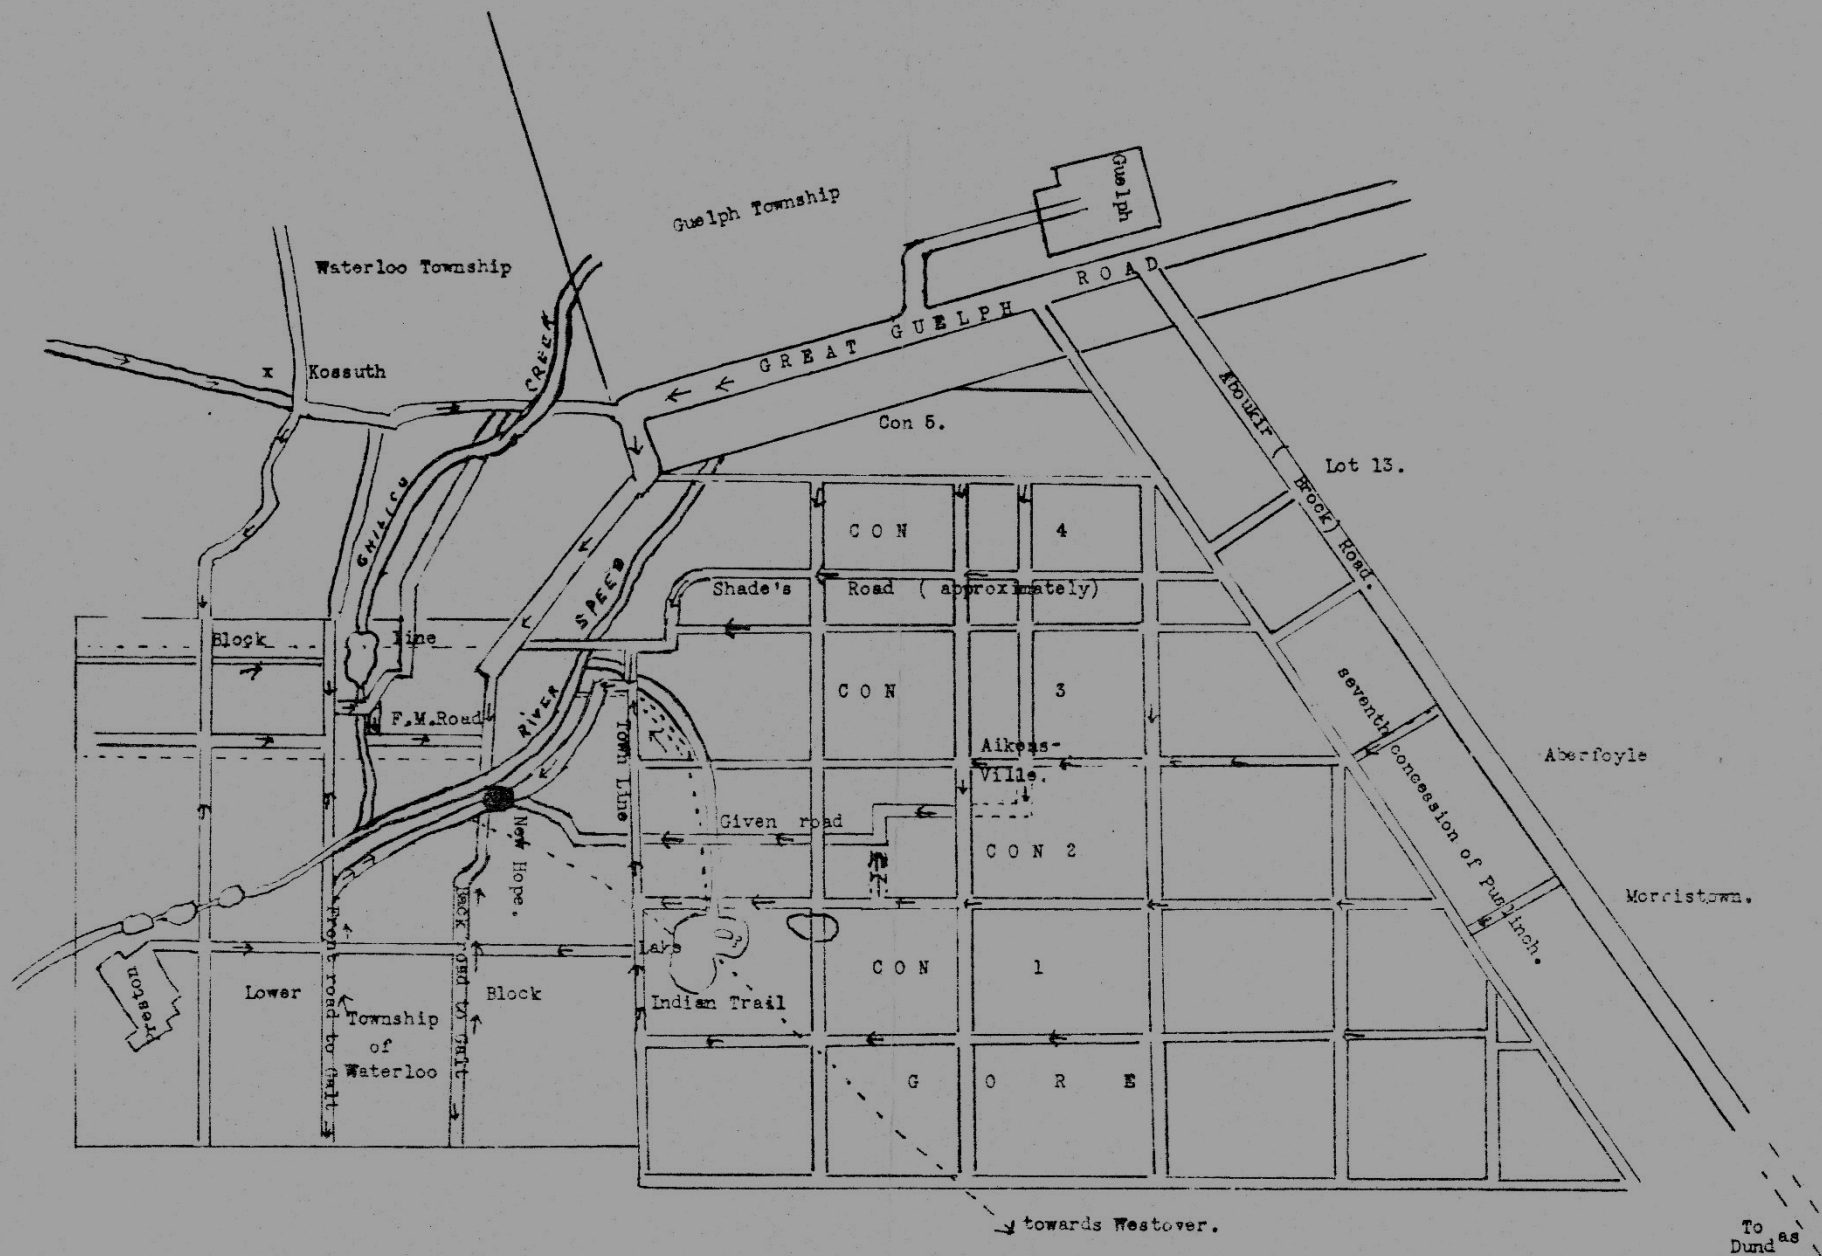 Guelph
Guelph Township
Waterloo Township
ROAD
GREAT GUELPH
CREEK
x Kossuth
Aboukir (Brock) Road.
Con 5.
Lot 13.
CON 4
SPEED
Shade's Road ( approximately)
Block Line
CON 3
seventh concession of Puslinch.
F.M.Road
RIVER
Town Line
Aikens-
Ville.
Aberfoyle
Given road
New Hope.
CON 2
Morristown.
Front road to Galt
Back road to Galt
Lake
CON 1
Preston
Lower Block
Indian Trail
Township
of
Waterloo
GORE
towards Westover.
To
Dundas